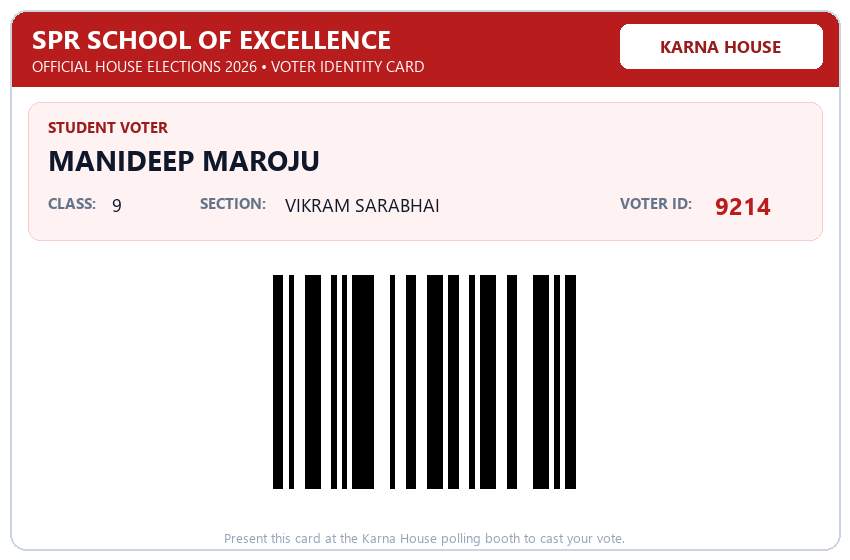 SPR SCHOOL OF EXCELLENCE
OFFICIAL HOUSE ELECTIONS 2026 • VOTER IDENTITY CARD
KARNA HOUSE
STUDENT VOTER
MANIDEEP MAROJU
CLASS: 9 SECTION: VIKRAM SARABHAI VOTER ID: 9214
Present this card at the Karna House polling booth to cast your vote.